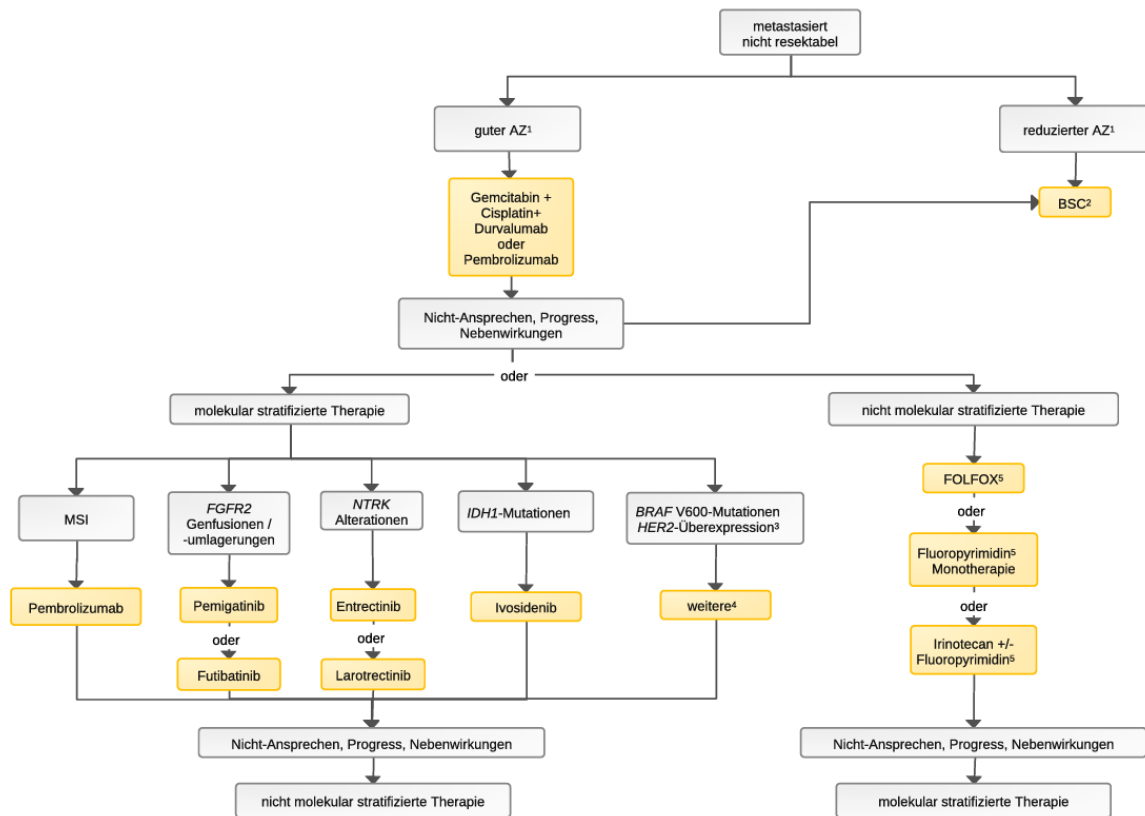 metastasiert
nicht resektabel
guter AZ¹
reduzierter AZ¹
Gemcitabin +
Cisplatin+
Durvalumab
oder
Pembrolizumab
BSC²
Nicht-Ansprechen, Progress,
Nebenwirkungen
oder
molekular stratifizierte Therapie
nicht molekular stratifizierte Therapie
MSI
FGFR2
Genfusionen /
-umlagerungen
NTRK
Alterationen
IDH1-Mutationen
BRAF V600-Mutationen
HER2-Überexpression³
Pembrolizumab
Pemigatinib
oder
Futibatinib
Entrectinib
oder
Larotrectinib
Ivosidenib
weitere⁴
FOLFOX⁵
oder
Fluoropyrimidin⁵
Monotherapie
oder
Irinotecan +/-
Fluoropyrimidin⁵
Nicht-Ansprechen, Progress, Nebenwirkungen
Nicht-Ansprechen, Progress, Nebenwirkungen
nicht molekular stratifizierte Therapie
molekular stratifizierte Therapie